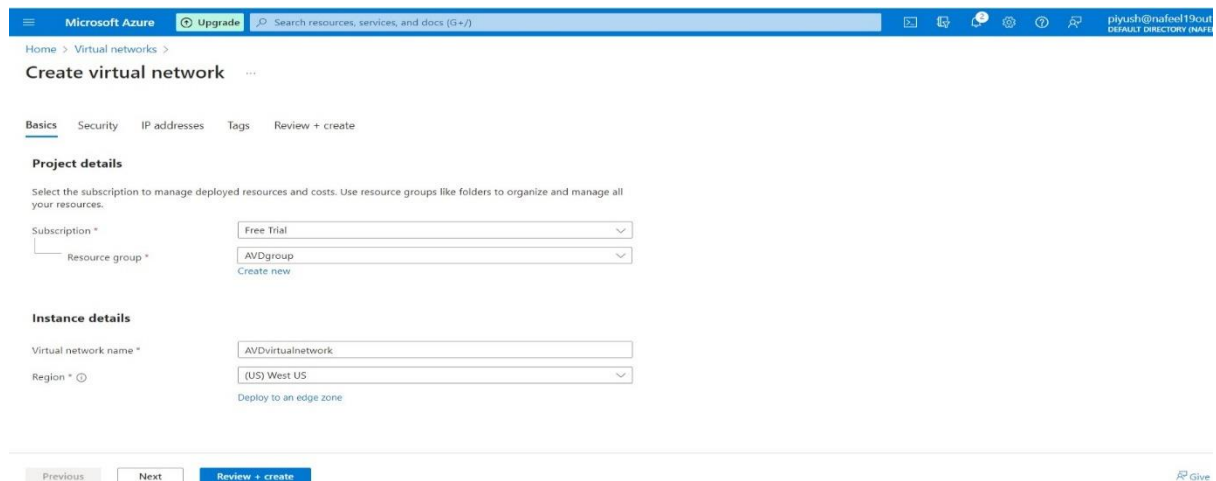 Microsoft Azure Upgrade Search resources, services, and docs (G+/) 2 piyush@nafeel19out
DEFAULT DIRECTORY (NAFEL
Home > Virtual networks >
Create virtual network ...
Basics Security IP addresses Tags Review + create
Project details
Select the subscription to manage deployed resources and costs. Use resource groups like folders to organize and manage all
your resources.
Subscription * Free Trial
Resource group * AVDgroup
Create new
Instance details
Virtual network name * AVDvirtualnetwork
Region * (US) West US
Deploy to an edge zone
Previous Next Review + create Give